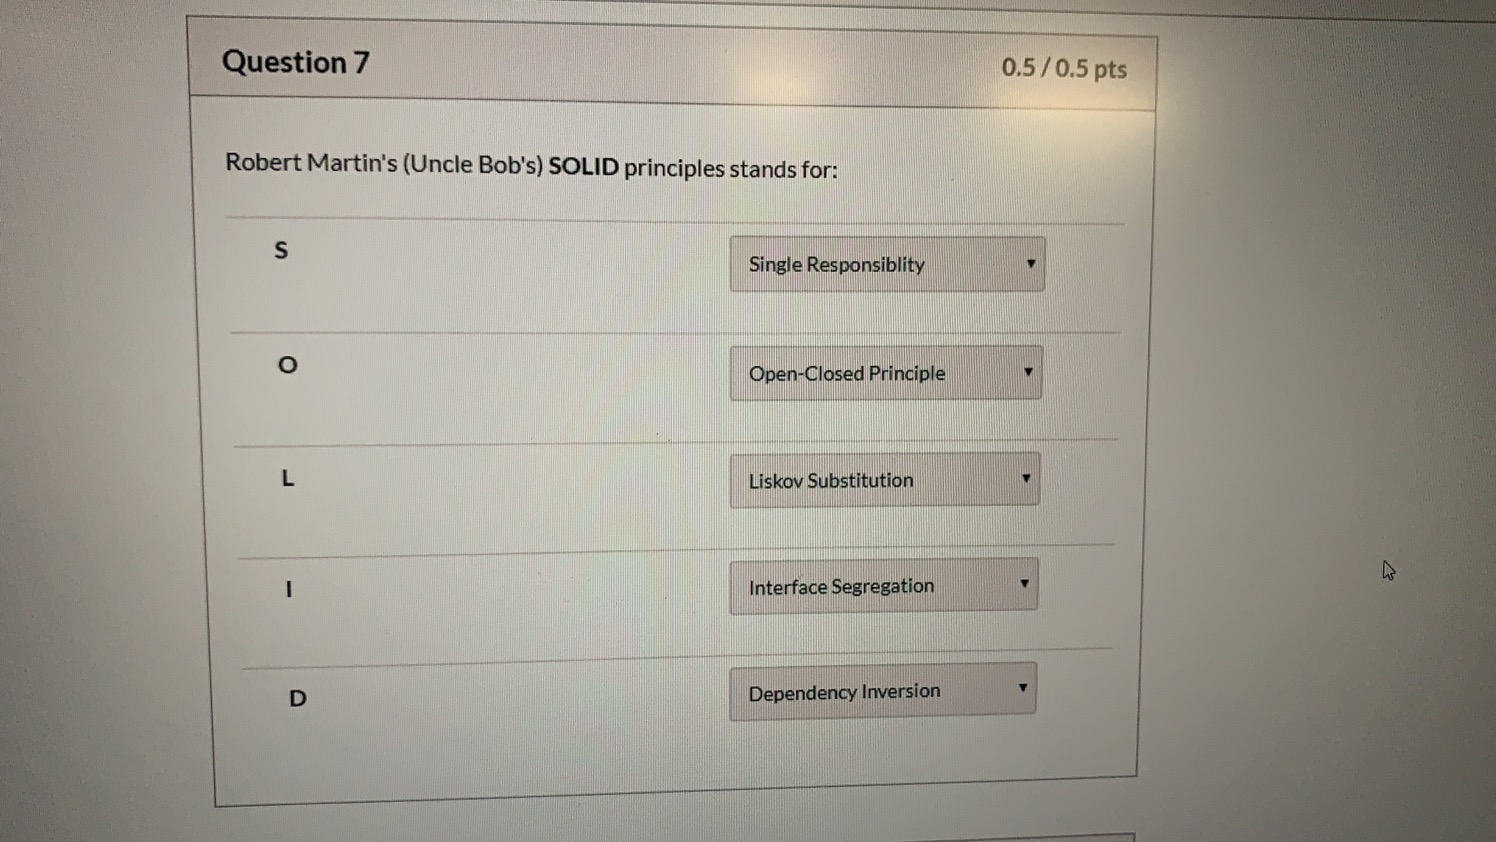 Question 7
0.5 / 0.5 pts
Robert Martin's (Uncle Bob's) SOLID principles stands for:
S
Single Responsiblity
O
Open-Closed Principle
L
Liskov Substitution
I
Interface Segregation
D
Dependency Inversion